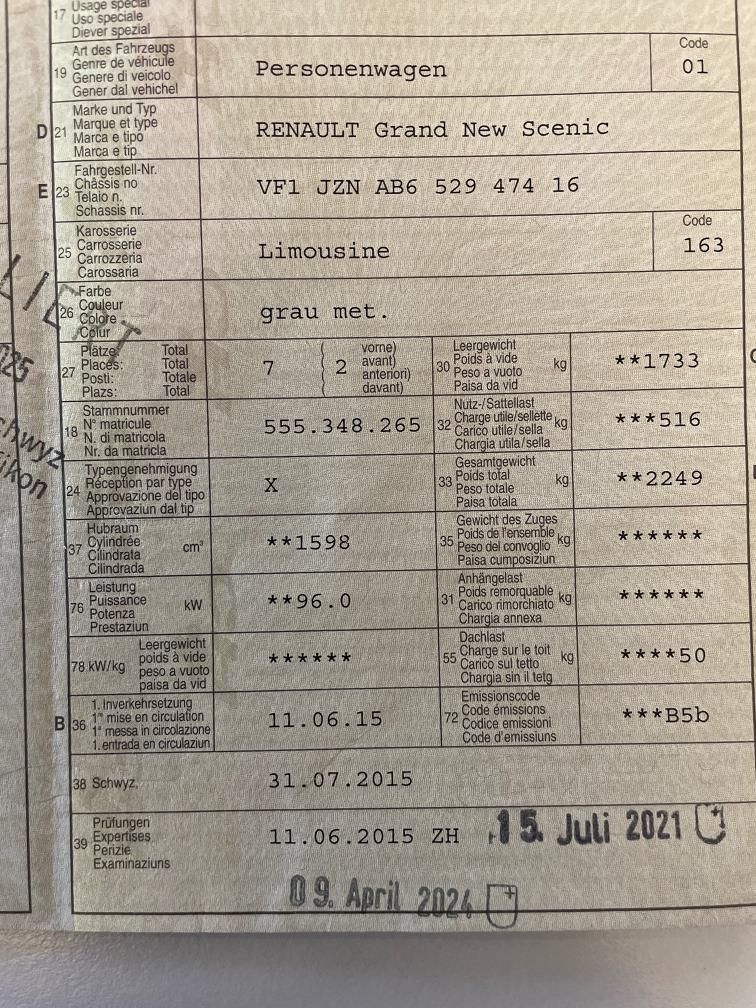 17 Usage spécial
Uso speciale
Diever spezial
19 Art des Fahrzeugs
Genre de véhicule
Genere di veicolo
Gener dal vehichel
Personenwagen
Code
01
D 21 Marke und Typ
Marque et type
Marca e tipo
Marca e tip
RENAULT Grand New Scenic
E 23 Fahrgestell-Nr.
Châssis no
Telaio n.
Schassis nr.
VF1 JZN AB6 529 474 16
25 Karosserie
Carrosserie
Carrozzeria
Carossaria
Limousine
Code
163
26 Farbe
Couleur
Colore
Colur
grau met.
27 Plätze: Total
Places: Total
Posti: Totale
Plazs: Total
7 ( 2 vorne)
( avant)
( anteriori)
( davant)
30 Leergewicht
Poids à vide kg
Peso a vuoto
Paisa da vid
**1733
18 Stammnummer
N° matricule
N. di matricola
Nr. da matricla
555.348.265
32 Nutz-/Sattellast
Charge utile/sellette kg
Carico utile/sella
Chargia utila/sella
***516
24 Typengenehmigung
Réception par type
Approvazione del tipo
Approvaziun dal tip
X
33 Gesamtgewicht
Poids total kg
Peso totale
Paisa totala
**2249
37 Hubraum
Cylindrée cm³
Cilindrata
Cilindrada
**1598
35 Gewicht des Zuges
Poids de l'ensemble kg
Peso del convoglio
Paisa cumposiziun
******
76 Leistung
Puissance kW
Potenza
Prestaziun
**96.0
31 Anhängelast
Poids remorquable kg
Carico rimorchiato
Chargia annexa
******
78 kW/kg Leergewicht
poids à vide
peso a vuoto
paisa da vid
******
55 Dachlast
Charge sur le toit kg
Carico sul tetto
Chargia sin il tetg
****50
B 36 1. Inverkehrsetzung
1re mise en circulation
1a messa in circolazione
1. entrada en circulaziun
11.06.15
72 Emissionscode
Code émissions
Codice emissioni
Code d'emissiuns
***B5b
38 Schwyz,
31.07.2015
39 Prüfungen
Expertises
Perizie
Examinaziuns
11.06.2015 ZH 15. Juli 2021
09. April 2024